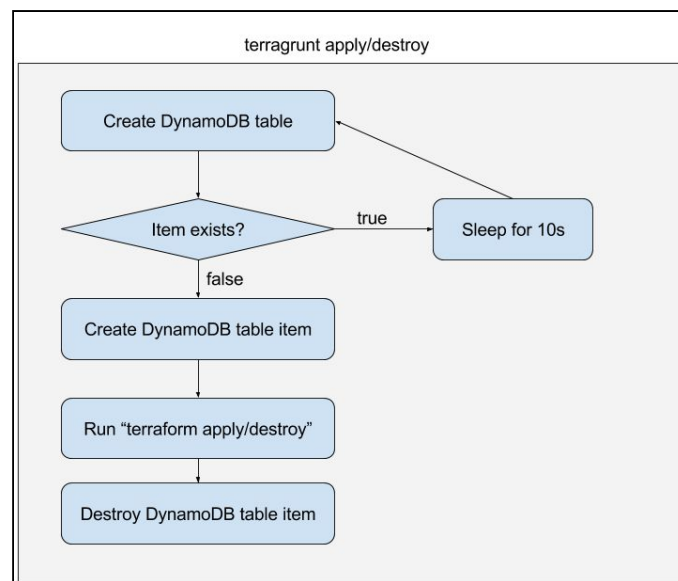 terragrunt apply/destroy
Create DynamoDB table
Item exists?
true
Sleep for 10s
false
Create DynamoDB table item
Run “terraform apply/destroy”
Destroy DynamoDB table item